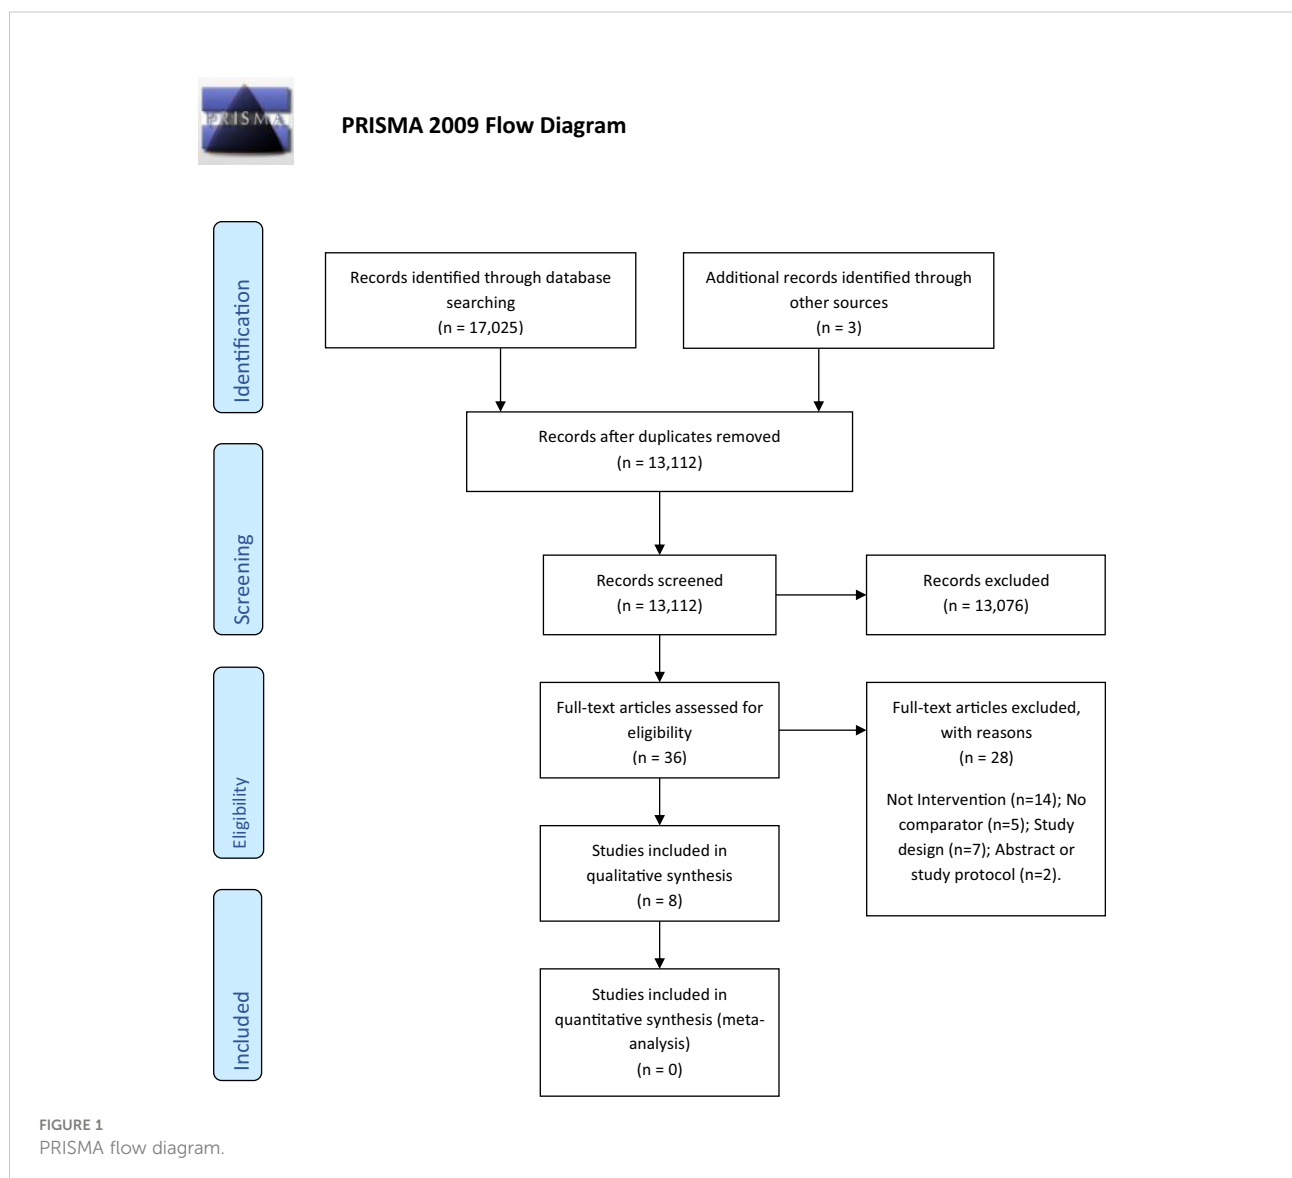 PRISMA
PRISMA 2009 Flow Diagram
Identification
Records identified through database
searching
(n = 17,025)
Additional records identified through
other sources
(n = 3)
Records after duplicates removed
(n = 13,112)
Screening
Records screened
(n = 13,112)
Records excluded
(n = 13,076)
Eligibility
Full-text articles assessed for
eligibility
(n = 36)
Full-text articles excluded,
with reasons
(n = 28)
Not Intervention (n=14); No
comparator (n=5); Study
design (n=7); Abstract or
study protocol (n=2).
Studies included in
qualitative synthesis
(n = 8)
Included
Studies included in
quantitative synthesis (meta-
analysis)
(n = 0)
FIGURE 1
PRISMA flow diagram.